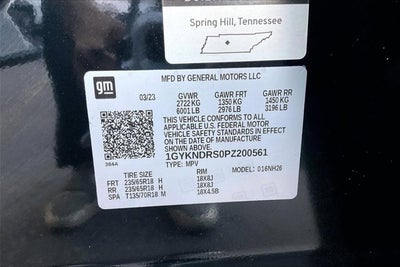 Spring Hill, Tennessee
gm
MFD BY GENERAL MOTORS LLC
03/23 GVWR GAWR FRT GAWR RR
2722 KG 1350 KG 1450 KG
6001 LB 2976 LB 3196 LB
THIS VEHICLE CONFORMS TO ALL
APPLICABLE U.S. FEDERAL MOTOR
VEHICLE SAFETY STANDARDS
IN EFFECT ON THE DATE OF
MANUFACTURE SHOWN ABOVE.
1GYKNDRS0PZ200561
TYPE: MPV 016NH26
TIRE SIZE RIM
FRT 235/65R18 H 18X8J
RR 235/65R18 H 18X8J
SPA T135/70R18 M 18X4.5B